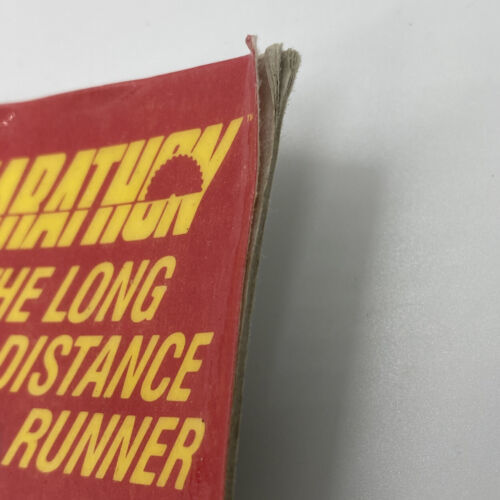 ARATHON
HE LONG
DISTANCE
RUNNER